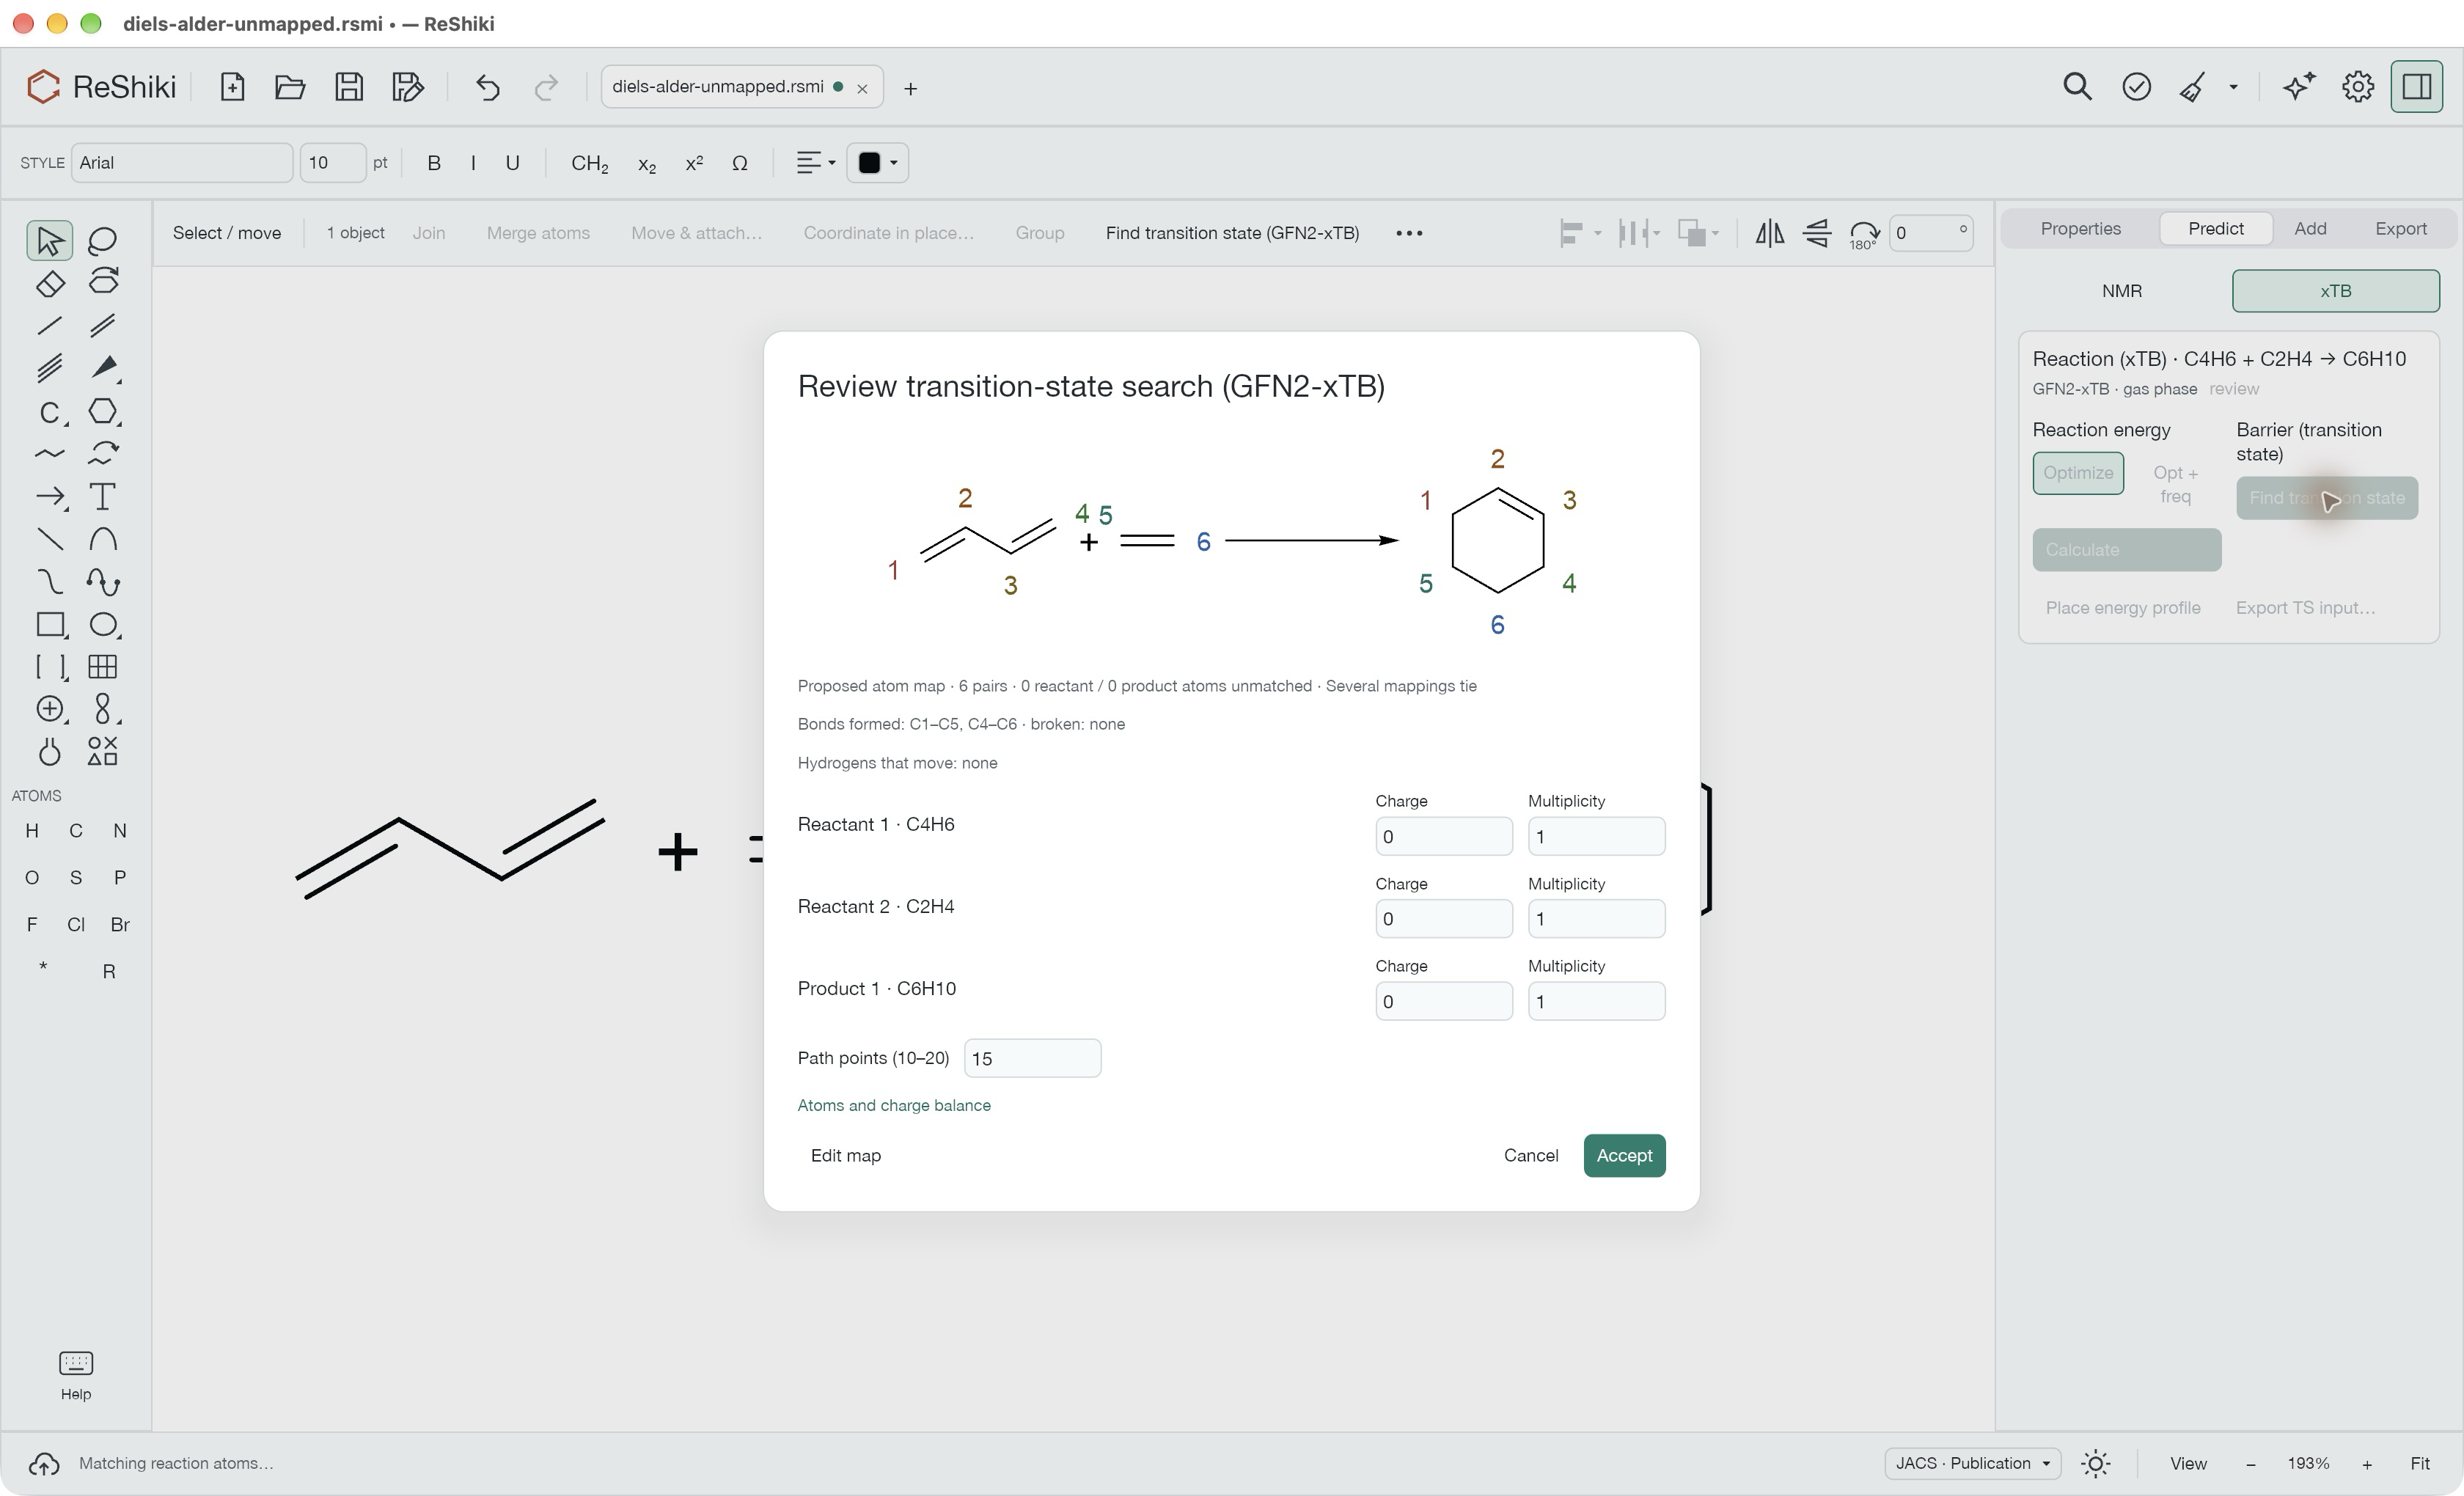 diels-alder-unmapped.rsmi • — ReShiki
ReShiki
diels-alder-unmapped.rsmi
STYLE Arial 10 pt B I U CH₂ x₂ x² Ω
Select / move 1 object Join Merge atoms Move & attach... Coordinate in place... Group Find transition state (GFN2-xTB) 180° 0 °
Properties Predict Add Export
NMR xTB
Reaction (xTB) · C4H6 + C2H4 → C6H10
GFN2-xTB · gas phase review
Reaction energy
Barrier (transition
state)
Optimize
Opt +
freq
Calculate
Place energy profile Export TS input...
C
T
ATOMS
H C N
O S P
F Cl Br
* R
Help
+
Review transition-state search (GFN2-xTB)
1 2 3 4 + 5 6
1 2 3 4 5 6
Proposed atom map · 6 pairs · 0 reactant / 0 product atoms unmatched · Several mappings tie
Bonds formed: C1–C5, C4–C6 · broken: none
Hydrogens that move: none
Charge Multiplicity
Reactant 1 · C4H6 0 1
Charge Multiplicity
Reactant 2 · C2H4 0 1
Charge Multiplicity
Product 1 · C6H10 0 1
Path points (10–20) 15
Atoms and charge balance
Edit map Cancel Accept
Matching reaction atoms...
JACS · Publication View − 193% + Fit